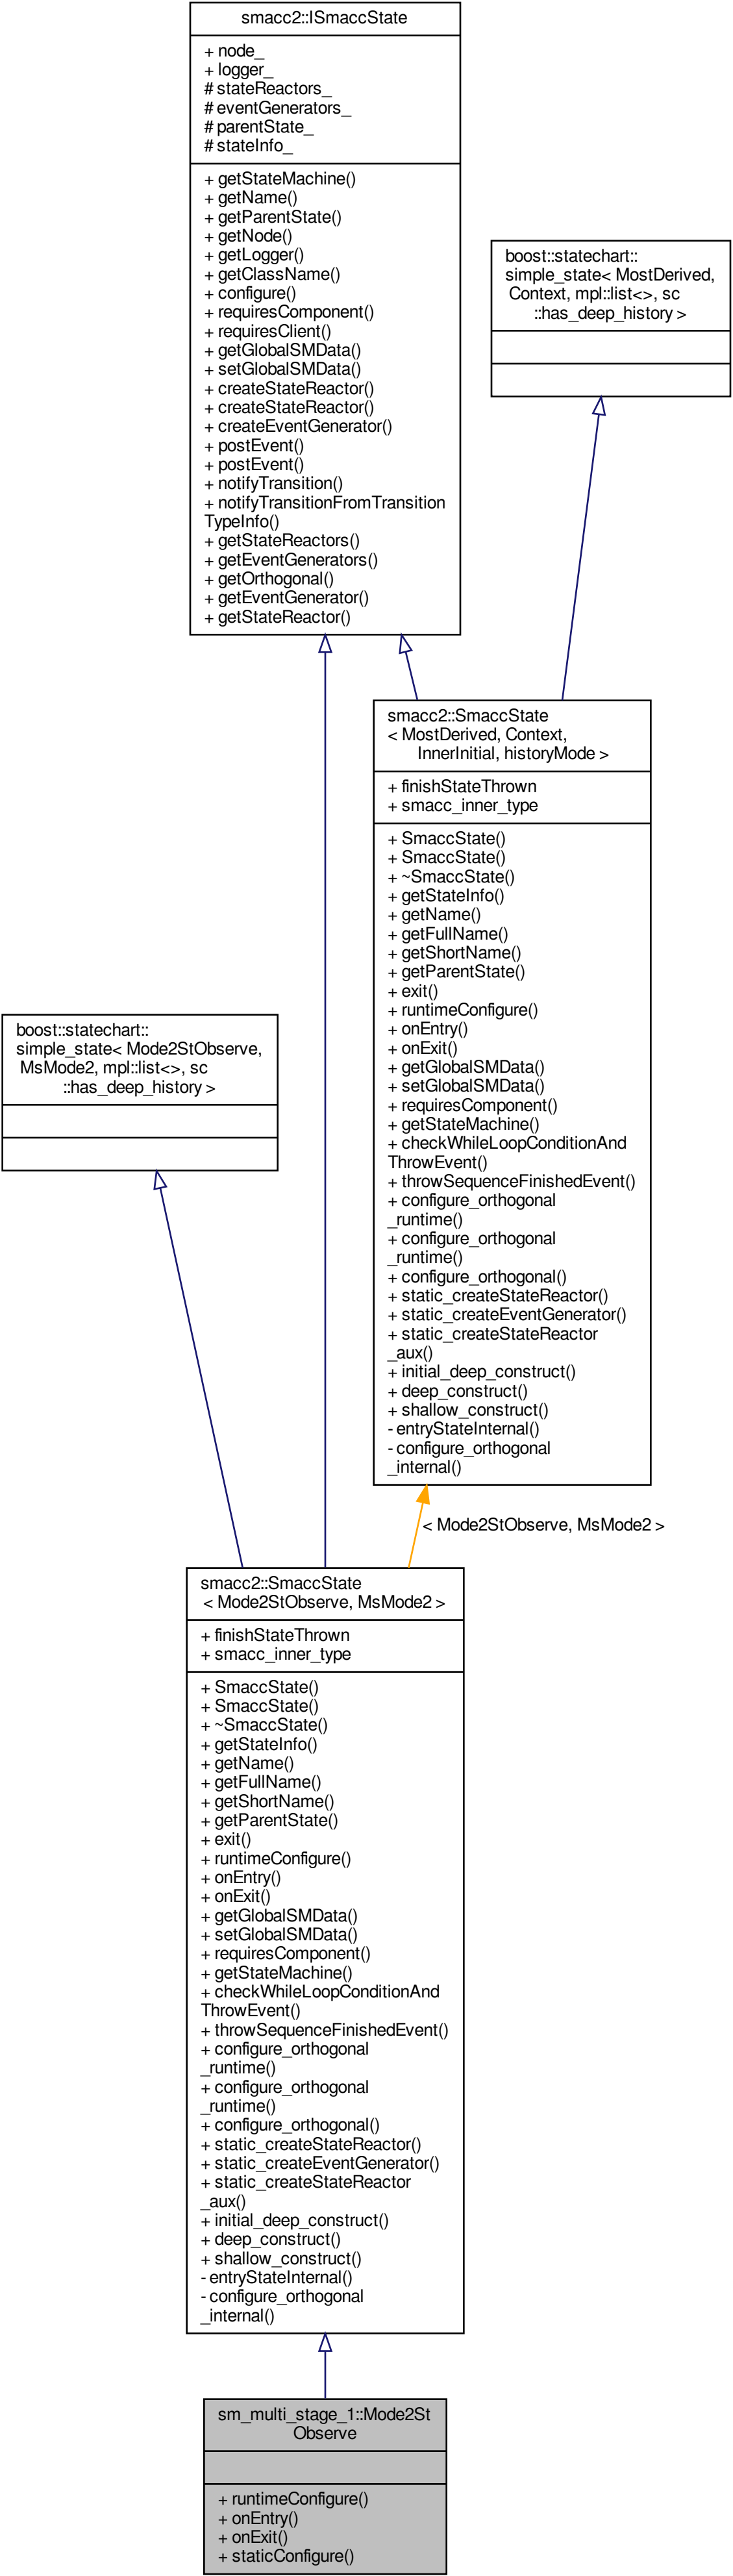 smacc2::ISmaccState
+ node_
+ logger_
# stateReactors_
# eventGenerators_
# parentState_
# stateInfo_
+ getStateMachine()
+ getName()
+ getParentState()
+ getNode()
+ getLogger()
+ getClassName()
+ configure()
+ requiresComponent()
+ requiresClient()
+ getGlobalSMData()
+ setGlobalSMData()
+ createStateReactor()
+ createStateReactor()
+ createEventGenerator()
+ postEvent()
+ postEvent()
+ notifyTransition()
+ notifyTransitionFromTransition
TypeInfo()
+ getStateReactors()
+ getEventGenerators()
+ getOrthogonal()
+ getEventGenerator()
+ getStateReactor()
boost::statechart::
simple_state< MostDerived,
Context, mpl::list<>, sc
::has_deep_history >
smacc2::SmaccState
< MostDerived, Context,
InnerInitial, historyMode >
+ finishStateThrown
+ smacc_inner_type
+ SmaccState()
+ SmaccState()
+ ~SmaccState()
+ getStateInfo()
+ getName()
+ getFullName()
+ getShortName()
+ getParentState()
+ exit()
+ runtimeConfigure()
+ onEntry()
+ onExit()
+ getGlobalSMData()
+ setGlobalSMData()
+ requiresComponent()
+ getStateMachine()
+ checkWhileLoopConditionAnd
ThrowEvent()
+ throwSequenceFinishedEvent()
+ configure_orthogonal
_runtime()
+ configure_orthogonal
_runtime()
+ configure_orthogonal()
+ static_createStateReactor()
+ static_createEventGenerator()
+ static_createStateReactor
_aux()
+ initial_deep_construct()
+ deep_construct()
+ shallow_construct()
- entryStateInternal()
- configure_orthogonal
_internal()
boost::statechart::
simple_state< Mode2StObserve,
MsMode2, mpl::list<>, sc
::has_deep_history >
< Mode2StObserve, MsMode2 >
smacc2::SmaccState
< Mode2StObserve, MsMode2 >
+ finishStateThrown
+ smacc_inner_type
+ SmaccState()
+ SmaccState()
+ ~SmaccState()
+ getStateInfo()
+ getName()
+ getFullName()
+ getShortName()
+ getParentState()
+ exit()
+ runtimeConfigure()
+ onEntry()
+ onExit()
+ getGlobalSMData()
+ setGlobalSMData()
+ requiresComponent()
+ getStateMachine()
+ checkWhileLoopConditionAnd
ThrowEvent()
+ throwSequenceFinishedEvent()
+ configure_orthogonal
_runtime()
+ configure_orthogonal
_runtime()
+ configure_orthogonal()
+ static_createStateReactor()
+ static_createEventGenerator()
+ static_createStateReactor
_aux()
+ initial_deep_construct()
+ deep_construct()
+ shallow_construct()
- entryStateInternal()
- configure_orthogonal
_internal()
sm_multi_stage_1::Mode2St
Observe
+ runtimeConfigure()
+ onEntry()
+ onExit()
+ staticConfigure()